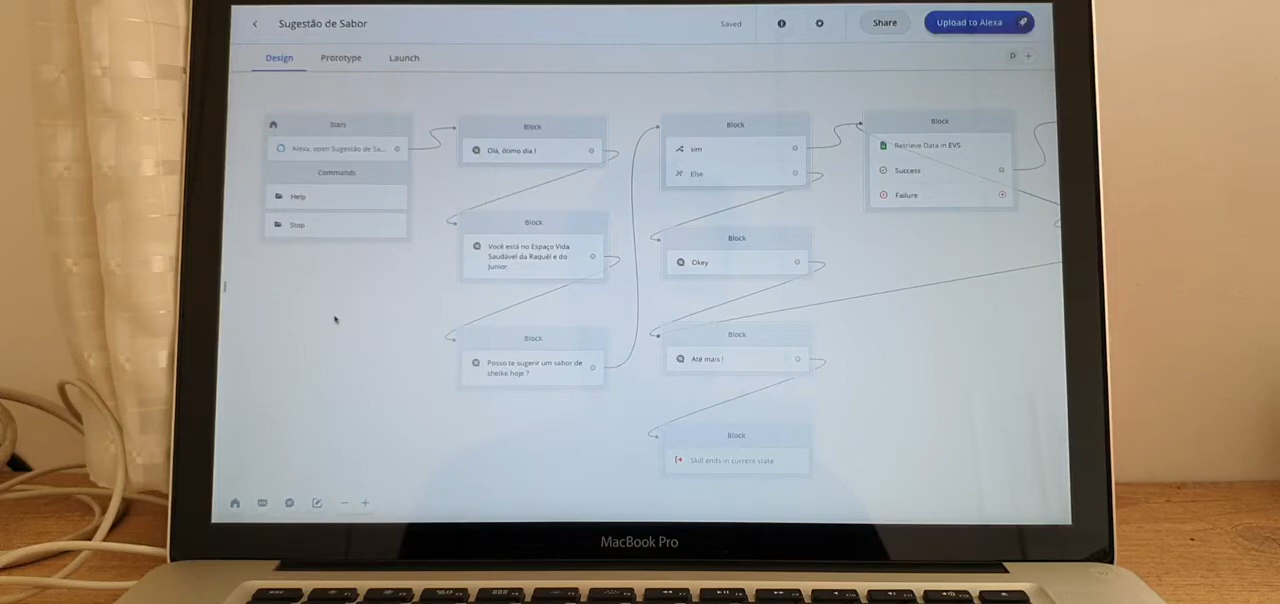 Sugestão de Sabor
Saved
Share
Upload to Alexa
Design
Prototype
Launch
D
Start
Alexa, open Sugestão de Sa...
Commands
Help
Stop
Block
Olá, ótimo dia !
Block
Você está no Espaço Vida
Saudável da Raquél e do
Junior.
Block
Posso te sugerir um sabor de
sheike hoje ?
Block
sim
Else
Block
Okey
Block
Até mais !
Block
Skill ends in current state
Block
Retrieve Data in EVS
Success
Failure
MacBook Pro